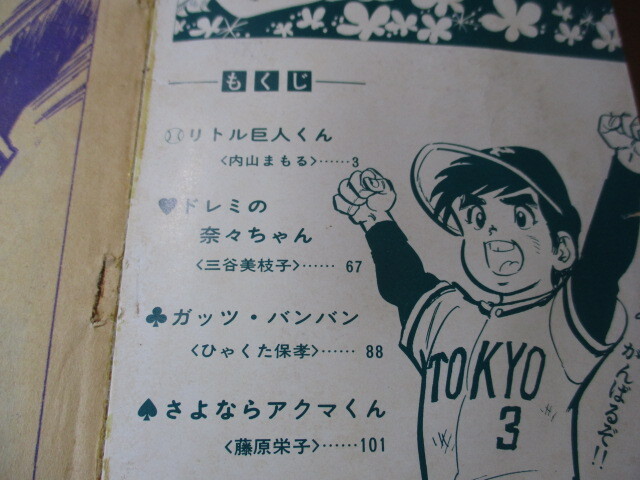 もくじ
リトル巨人くん
〈内山まもる〉……3
ドレミの
奈々ちゃん
〈三谷美枝子〉…… 67
ガッツ・バンバン
〈ひゃくた保孝〉…… 88
さよならアクマくん
〈藤原栄子〉……101
TOKYO
3
がんばるぞ!!